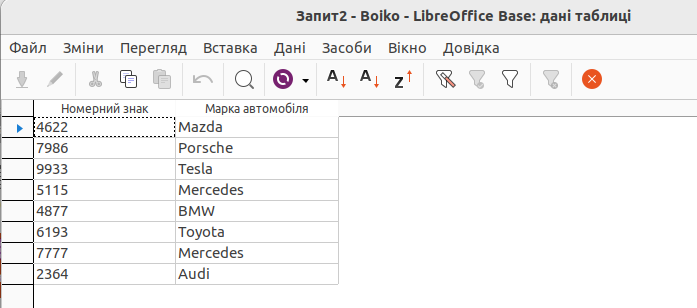 Запит2 - Boiko - LibreOffice Base: дані таблиці
Файл Зміни Перегляд Вставка Дані Засоби Вікно Довідка
Номерний знак Марка автомобіля
4622 Mazda
7986 Porsche
9933 Tesla
5115 Mercedes
4877 BMW
6193 Toyota
7777 Mercedes
2364 Audi